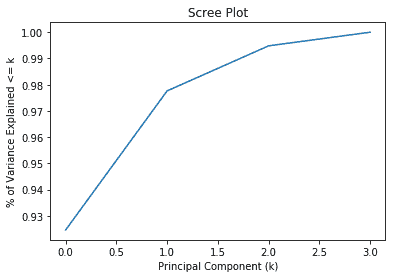 Scree Plot
% of Variance Explained <= k
1.00
0.99
0.98
0.97
0.96
0.95
0.94
0.93
0.0 0.5 1.0 1.5 2.0 2.5 3.0
Principal Component (k)